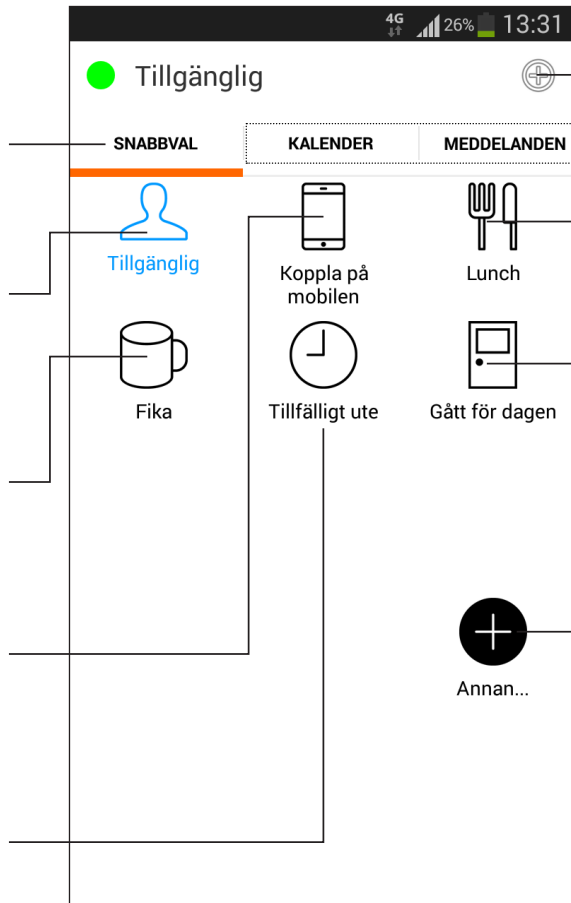 4G 26% 13:31
Tillgänglig
SNABBVAL KALENDER MEDDELANDEN
Tillgänglig
Koppla på
mobilen
Lunch
Fika
Tillfälligt ute
Gått för dagen
Annan...